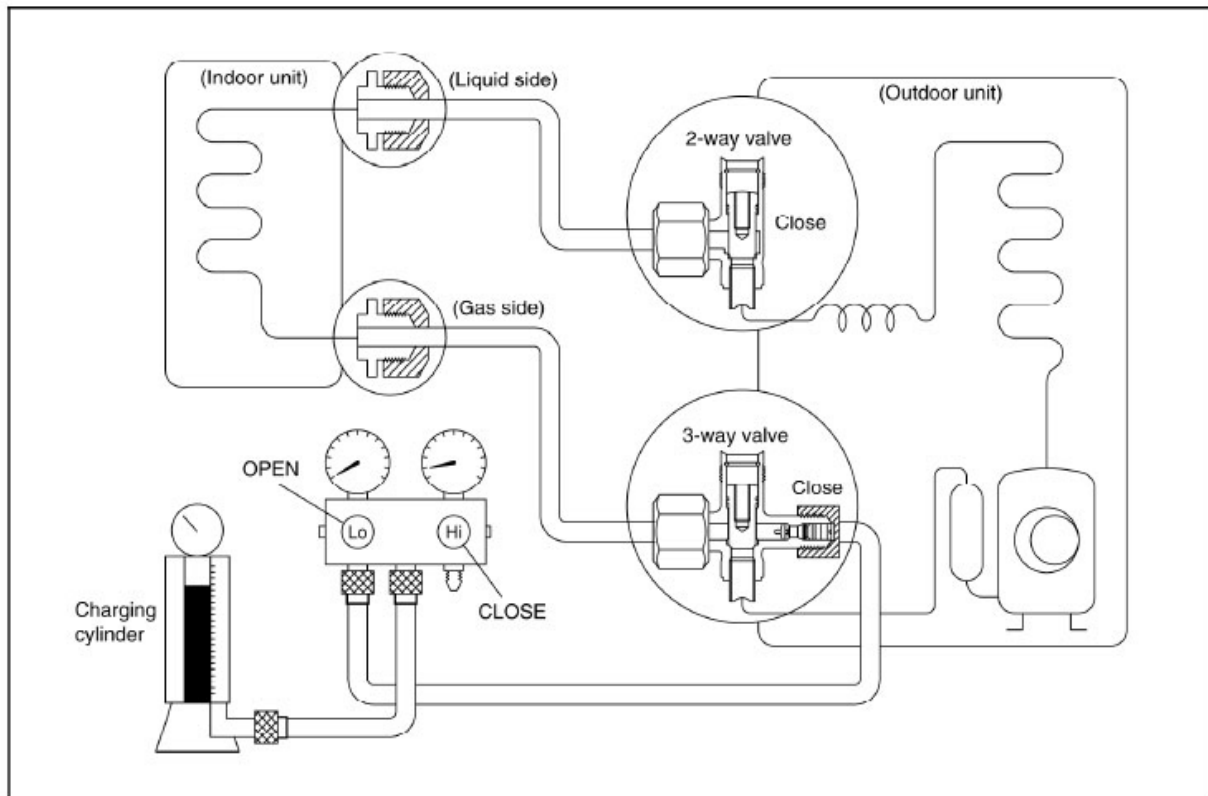 (Indoor unit)
(Liquid side)
(Outdoor unit)
2-way valve
Close
(Gas side)
3-way valve
Close
OPEN
Lo
Hi
CLOSE
Charging
cylinder